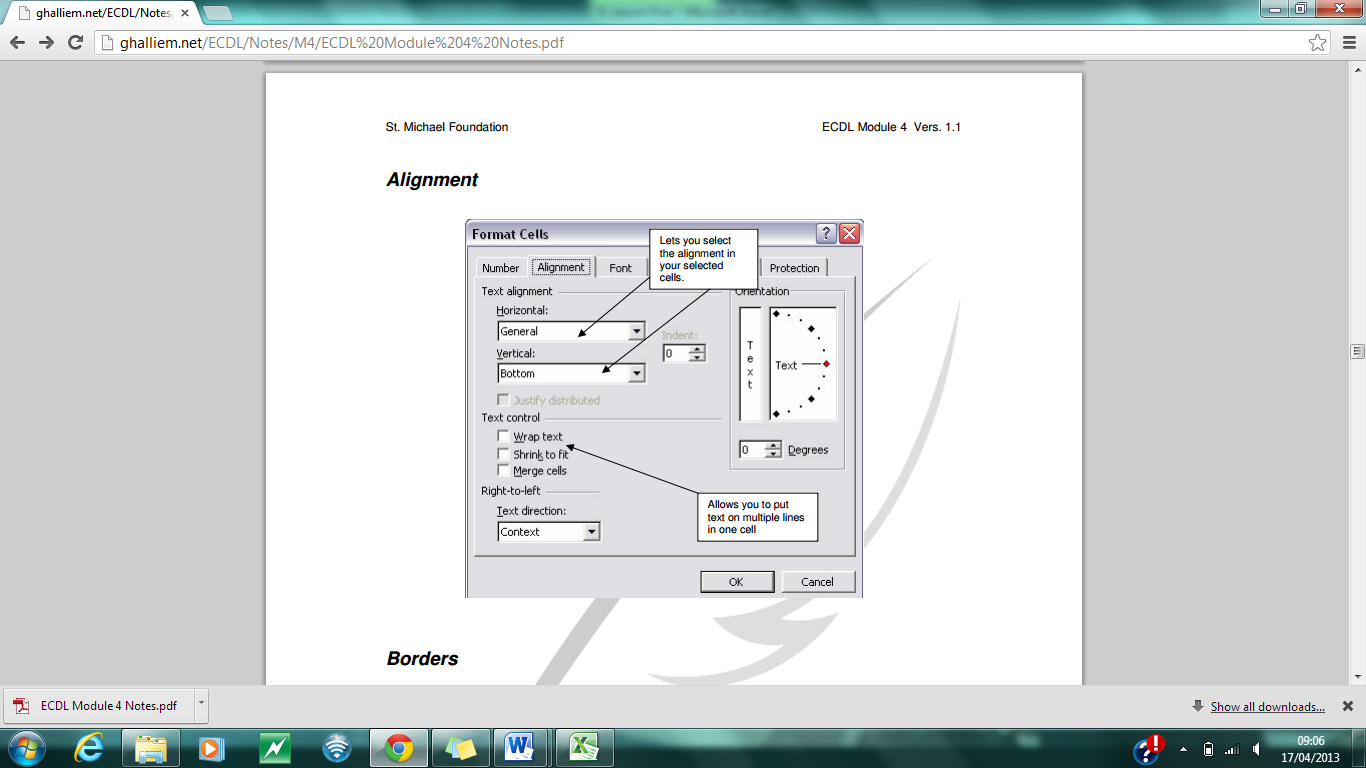 ghalliem.net/ECDL/Notes/
ghalliem.net/ECDL/Notes/M4/ECDL%20Module%204%20Notes.pdf
St. Michael Foundation
ECDL Module 4 Vers. 1.1
Alignment
Format Cells
Lets you select
the alignment in
your selected
cells.
Number
Alignment
Font
Protection
Text alignment
Orientation
Horizontal:
General
Indent:
0
Vertical:
Bottom
T
e
x
t
Text
Justify distributed
Text control
Wrap text
Shrink to fit
Merge cells
0
Degrees
Right-to-left
Text direction:
Context
Allows you to put
text on multiple lines
in one cell
OK
Cancel
Borders
ECDL Module 4 Notes.pdf
Show all downloads...
09:06
17/04/2013